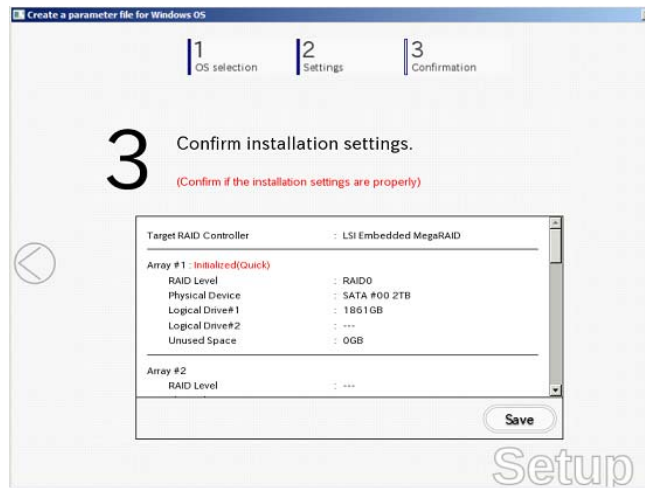 Create a parameter file for Windows OS
1 2 3
OS selection Settings Confirmation
3 Confirm installation settings.
(Confirm if the installation settings are properly)
Target RAID Controller : LSI Embedded MegaRAID
Array #1 : Initialized(Quick)
RAID Level : RAID0
Physical Device : SATA #00 2TB
Logical Drive#1 : 1861GB
Logical Drive#2 : ---
Unused Space : 0GB
Array #2
RAID Level : ---
Save
Setup